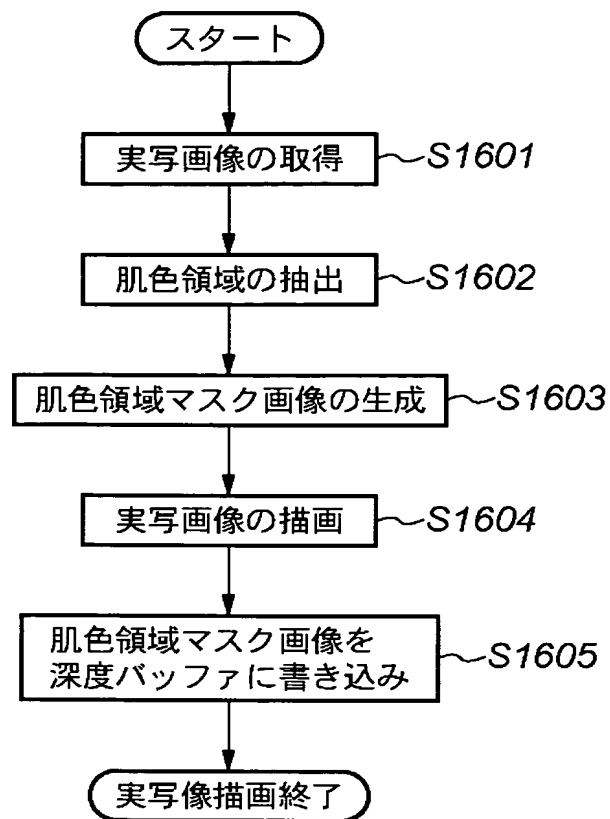 スタート
実写画像の取得
S1601
肌色領域の抽出
S1602
肌色領域マスク画像の生成
S1603
実写画像の描画
S1604
肌色領域マスク画像を
深度バッファに書き込み
S1605
実写像描画終了